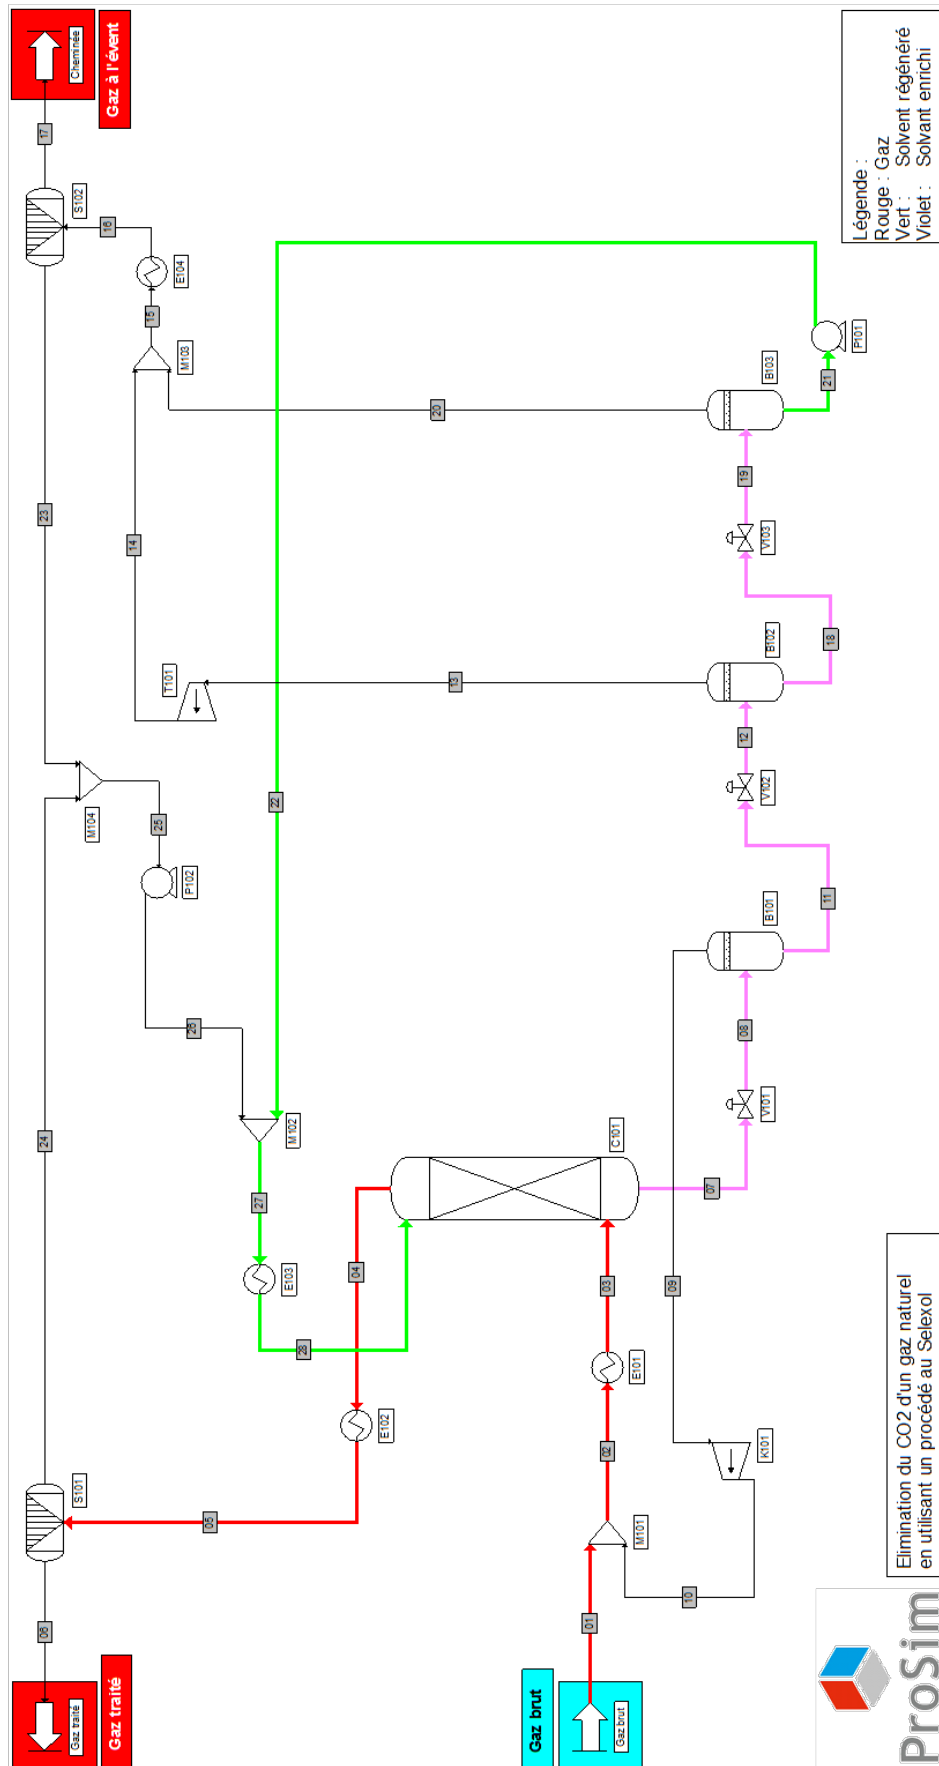 06
24
23
17
Gaz traité
S101
S102
Cheminée
M104
16
Gaz traité
Gaz à l'évent
14
15
25
T101
E104
M103
P102
26
05
27
22
E103
M102
28
04
E102
20
13
Gaz brut
01
02
03
C101
Gaz brut
E101
M101
09
10
07
08
12
19
K101
V101
B101
V102
B102
V103
B103
11
18
21
P101
Légende :
Rouge : Gaz
Vert : Solvent régénéré
Violet : Solvant enrichi
Elimination du CO2 d'un gaz naturel
en utilisant un procédé au Selexol
ProSim